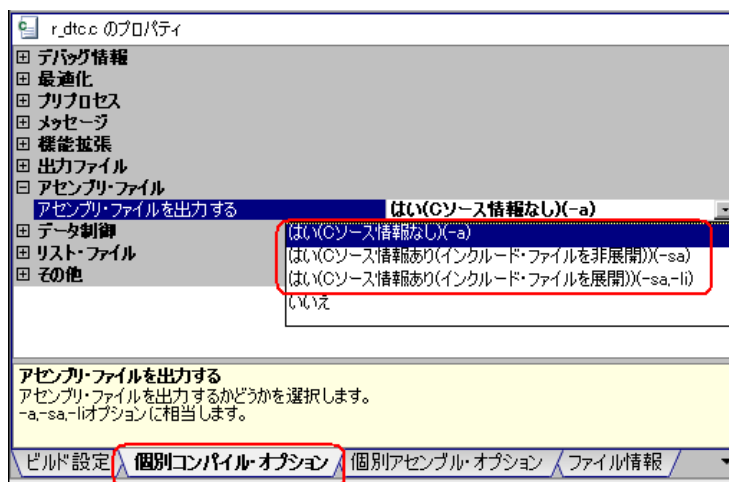 r_dtc.c のプロパティ
デバッグ情報
最適化
プリプロセス
メッセージ
機能拡張
出力ファイル
アセンブリ・ファイル
アセンブリ・ファイルを出力する はい(Cソース情報なし)(-a)
データ制御 はい(Cソース情報なし)(-a)
リスト・ファイル はい(Cソース情報あり(インクルード・ファイルを非展開))(-sa)
その他 はい(Cソース情報あり(インクルード・ファイルを展開))(-sa,-li)
いいえ
アセンブリ・ファイルを出力する
アセンブリ・ファイルを出力するかどうかを選択します。
-a,-sa,-liオプションに相当します。
ビルド設定 個別コンパイル・オプション 個別アセンブル・オプション ファイル情報